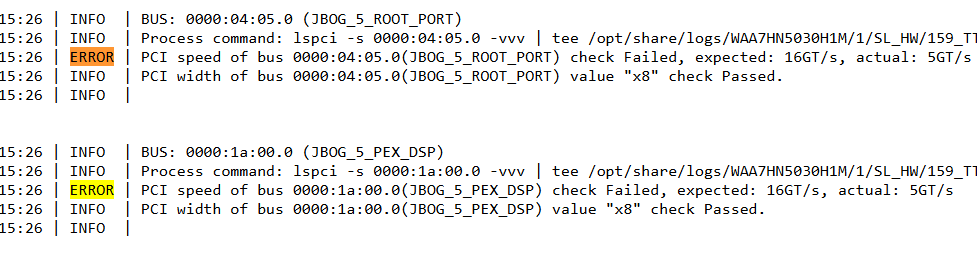 15:26 | INFO | BUS: 0000:04:05.0 (JBOG_5_ROOT_PORT)
15:26 | INFO | Process command: lspci -s 0000:04:05.0 -vvv | tee /opt/share/logs/WAA7HN5030H1M/1/SL_HW/159_TT
15:26 | ERROR | PCI speed of bus 0000:04:05.0(JBOG_5_ROOT_PORT) check Failed, expected: 16GT/s, actual: 5GT/s
15:26 | INFO | PCI width of bus 0000:04:05.0(JBOG_5_ROOT_PORT) value "x8" check Passed.
15:26 | INFO |
15:26 | INFO | BUS: 0000:1a:00.0 (JBOG_5_PEX_DSP)
15:26 | INFO | Process command: lspci -s 0000:1a:00.0 -vvv | tee /opt/share/logs/WAA7HN5030H1M/1/SL_HW/159_TT
15:26 | ERROR | PCI speed of bus 0000:1a:00.0(JBOG_5_PEX_DSP) check Failed, expected: 16GT/s, actual: 5GT/s
15:26 | INFO | PCI width of bus 0000:1a:00.0(JBOG_5_PEX_DSP) value "x8" check Passed.
15:26 | INFO |